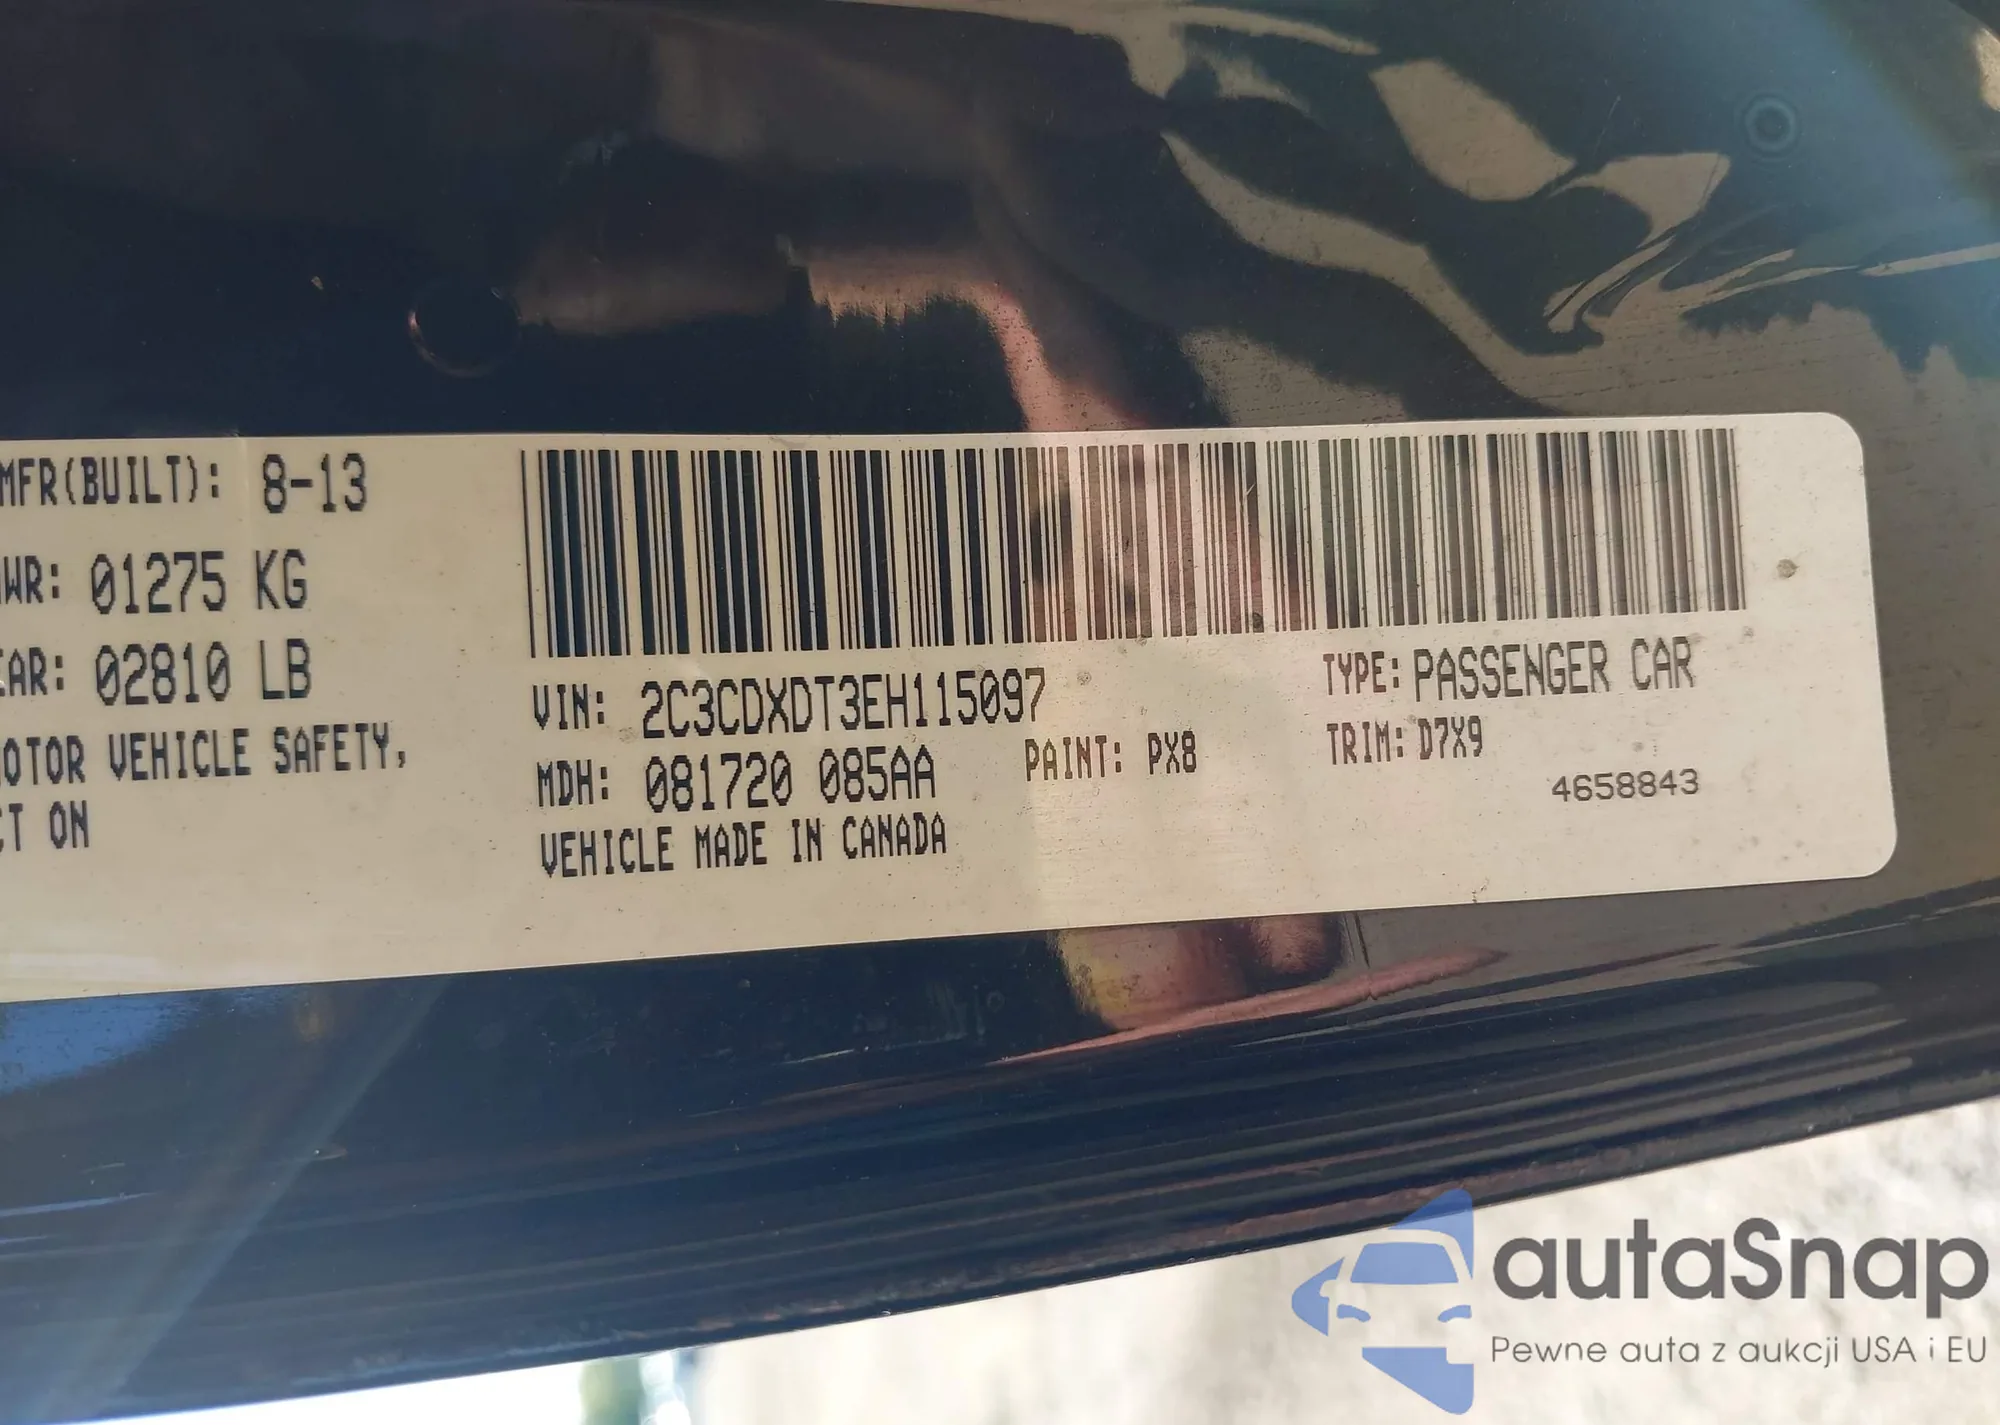 MFR(BUILT): 8-13
WR: 01275 KG
AR: 02810 LB
OTOR VEHICLE SAFETY,
CT ON
VIN: 2C3CDXDT3EH115097
TYPE: PASSENGER CAR
MDH: 081720 085AA
PAINT: PX8
TRIM: D7X9
VEHICLE MADE IN CANADA
4658843
autaSnap
Pewne auta z aukcji USA i EU